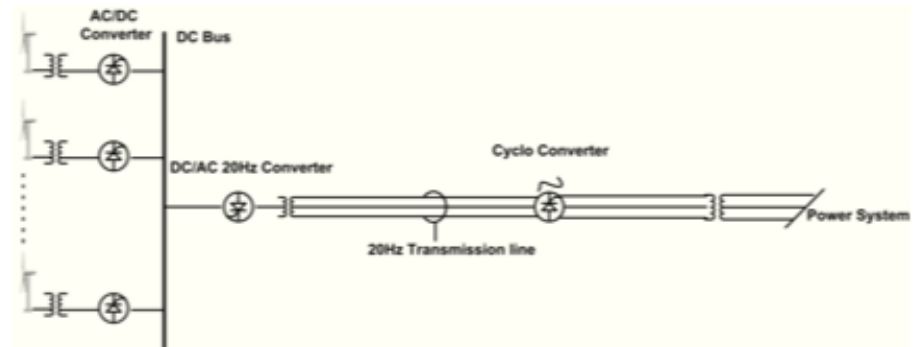 AC/DC
Converter
DC Bus
DC/AC 20Hz Converter
Cyclo Converter
Power System
20Hz Transmission line